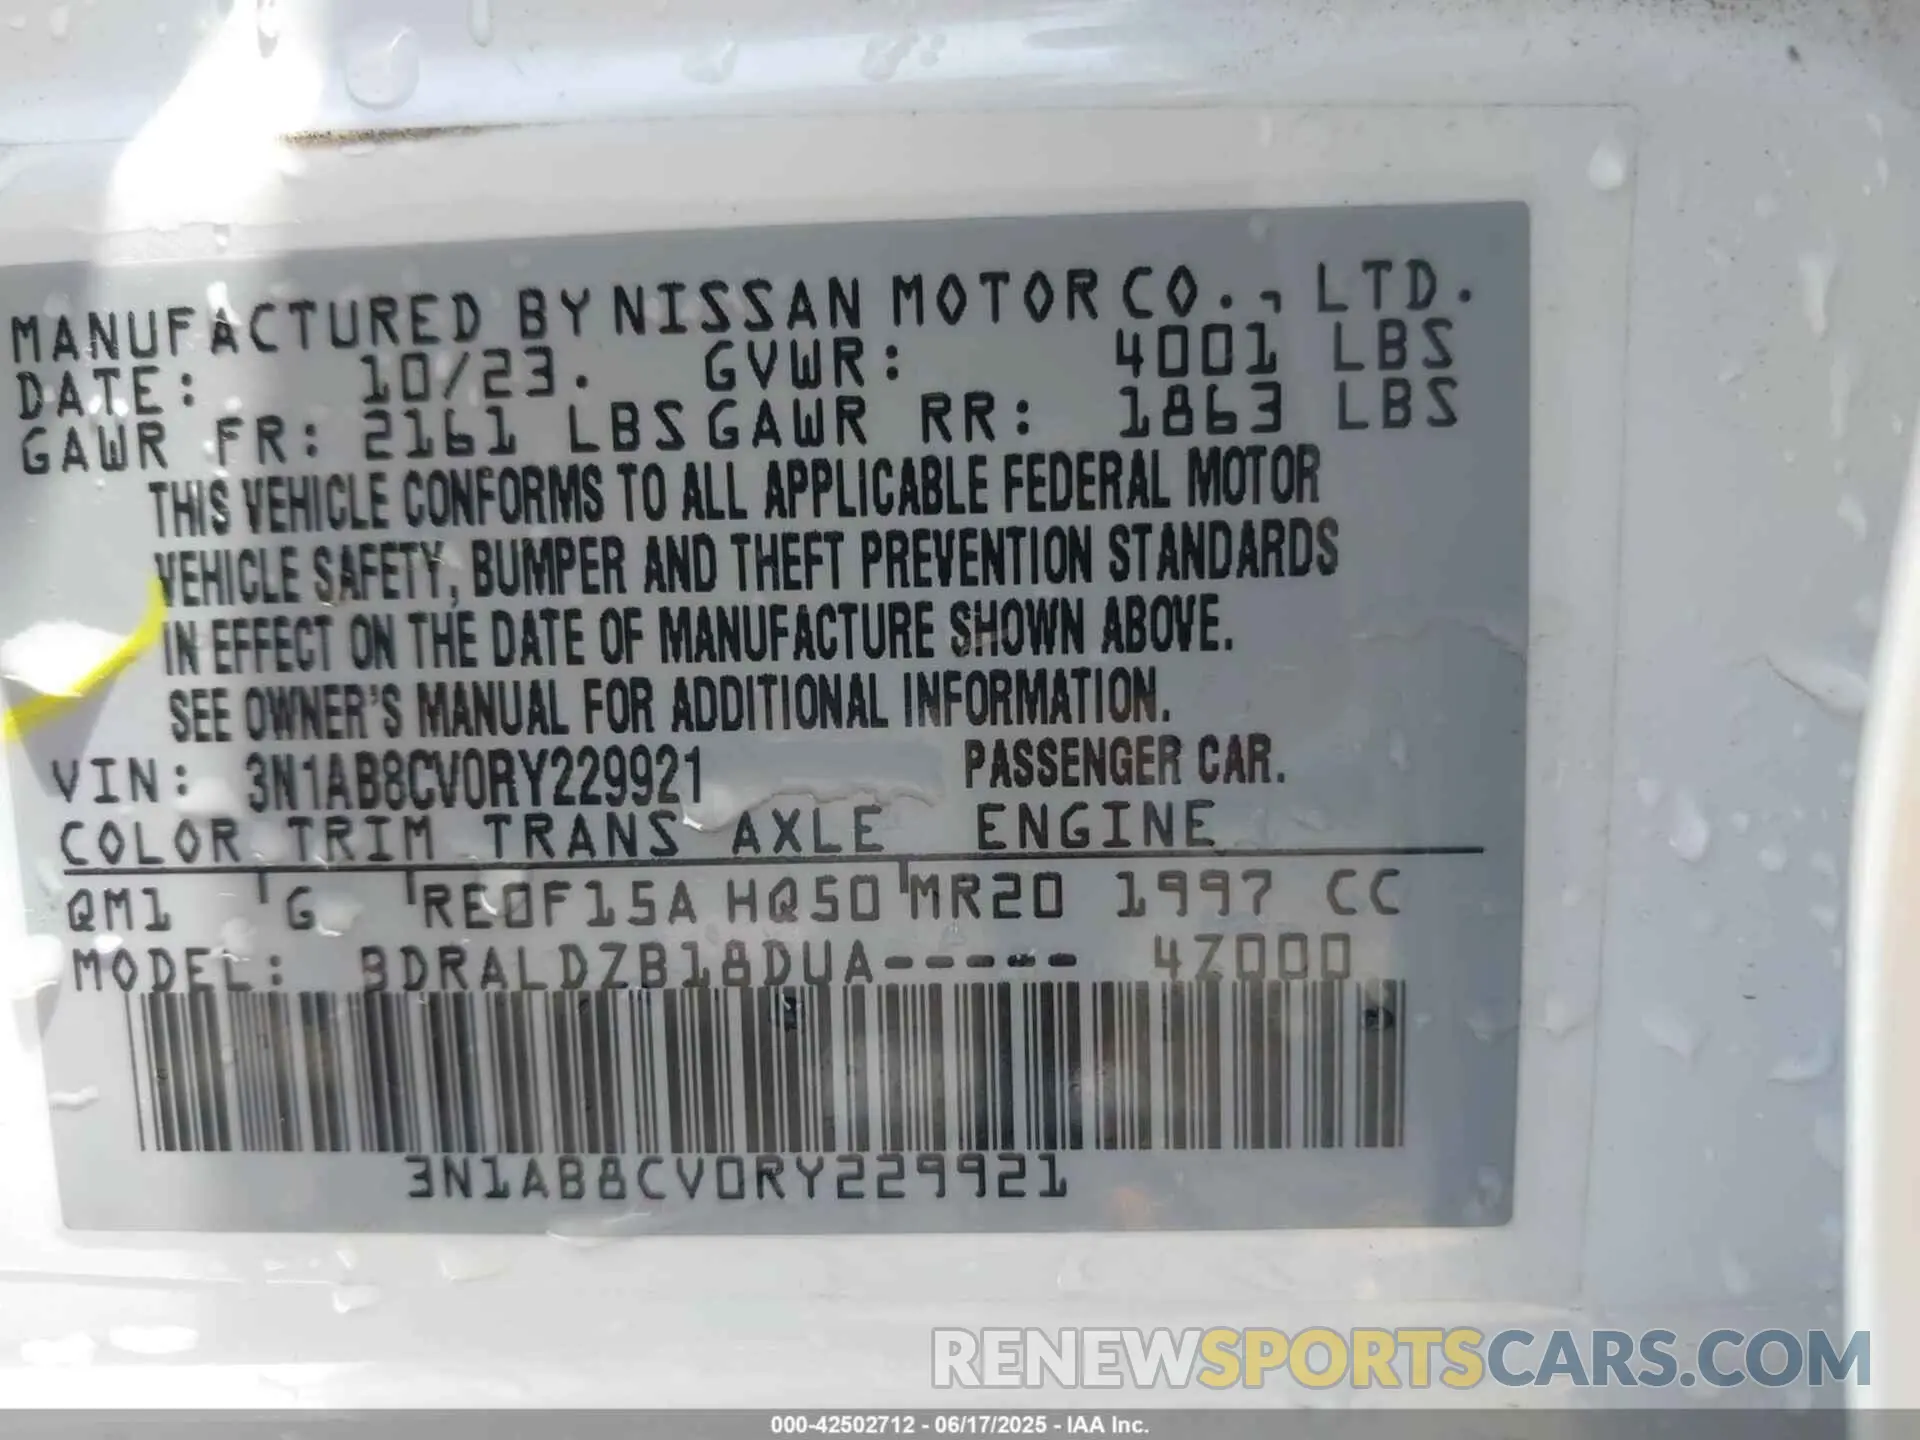 MANUFACTURED BY NISSAN MOTOR CO., LTD.
DATE: 10/23. GVWR: 4001 LBS
GAWR FR: 2161 LBS GAWR RR: 1863 LBS
THIS VEHICLE CONFORMS TO ALL APPLICABLE FEDERAL MOTOR
VEHICLE SAFETY, BUMPER AND THEFT PREVENTION STANDARDS
IN EFFECT ON THE DATE OF MANUFACTURE SHOWN ABOVE.
SEE OWNER'S MANUAL FOR ADDITIONAL INFORMATION.
VIN: 3N1AB8CV0RY229921 PASSENGER CAR.
COLOR TRIM TRANS AXLE ENGINE
QM1 G RE0F15A HQ50 MR20 1997 CC
MODEL: BDRALDZB18DUA----- 4Z000
3N1AB8CV0RY229921
RENEWSPORTSCARS.COM
000-42502712 - 06/17/2025 - IAA Inc.